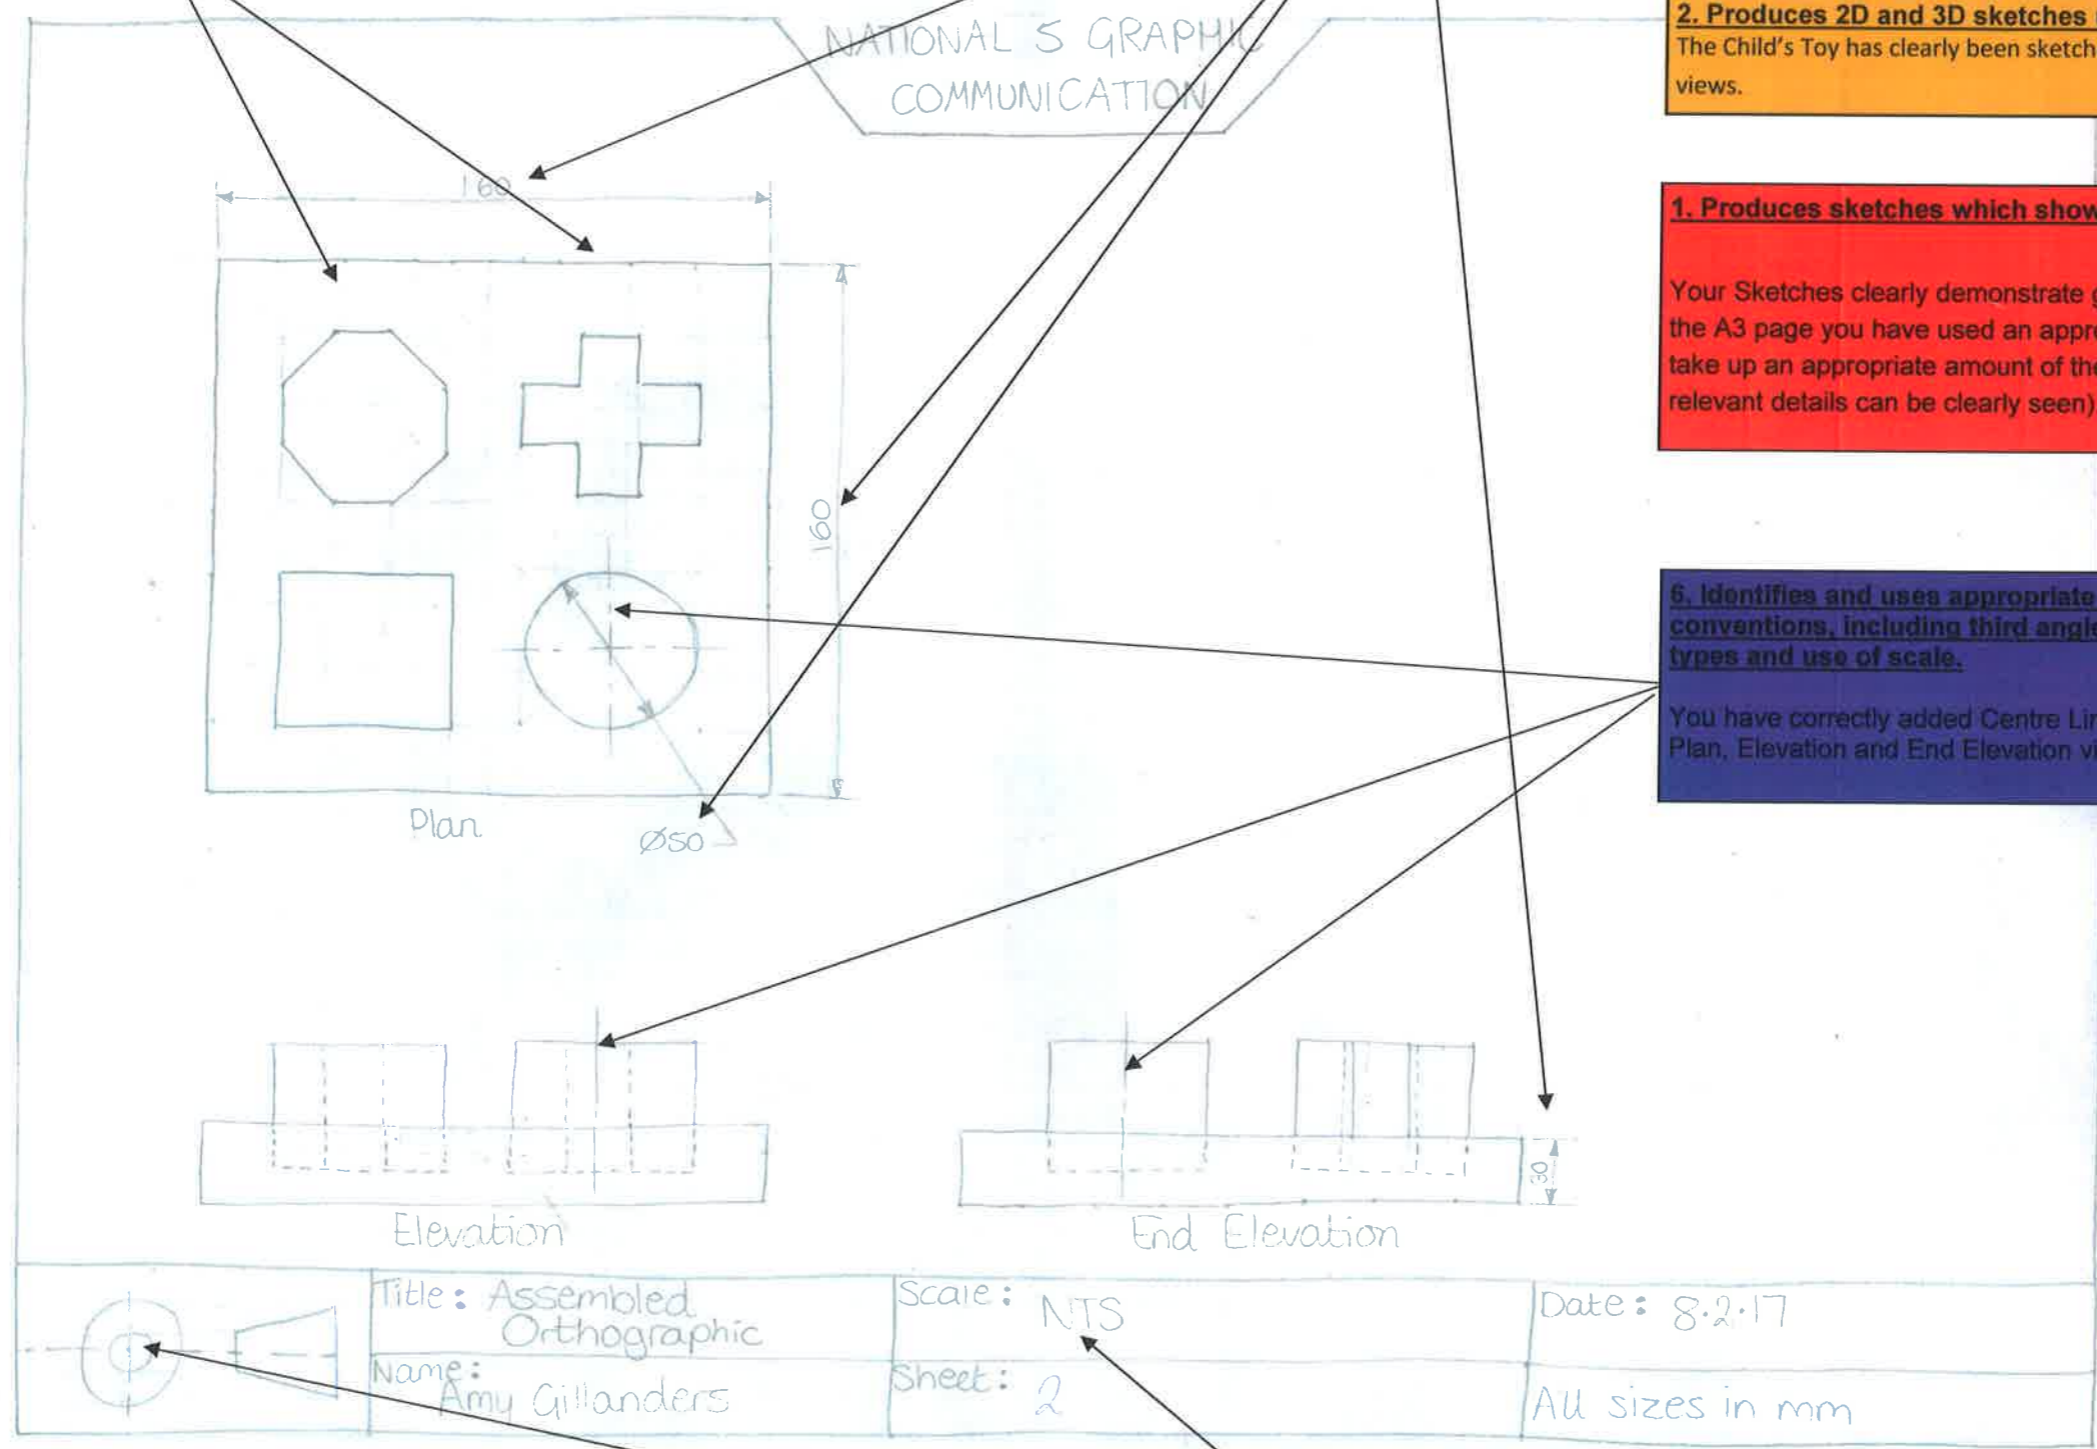 NATIONAL 5 GRAPHIC
COMMUNICATION
2. Produces 2D and 3D sketches
The Child's Toy has clearly been sketch
views.
1. Produces sketches which show
Your Sketches clearly demonstrate g
the A3 page you have used an appr
take up an appropriate amount of the
relevant details can be clearly seen)
6. Identifies and uses appropriate
conventions, including third angle
types and use of scale.
You have correctly added Centre Lin
Plan, Elevation and End Elevation vi
160
160
Plan
Ø50
30
Elevation
End Elevation
Title: Assembled
Orthographic
Name:
Amy Gillanders
Scale: NTS
Sheet: 2
Date: 8.2.17
All sizes in mm